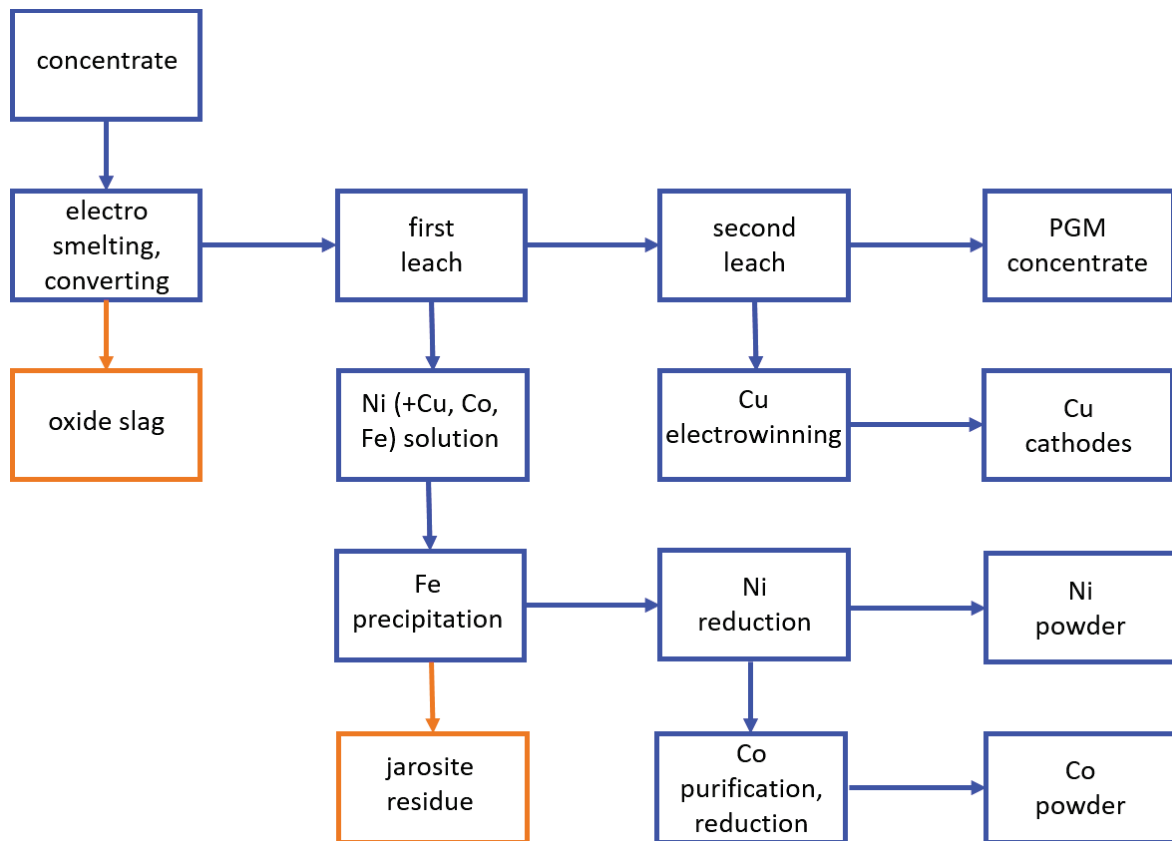 concentrate
electro
smelting,
converting
first
leach
second
leach
PGM
concentrate
oxide slag
Ni (+Cu, Co,
Fe) solution
Cu
electrowinning
Cu
cathodes
Fe
precipitation
Ni
reduction
Ni
powder
jarosite
residue
Co
purification,
reduction
Co
powder